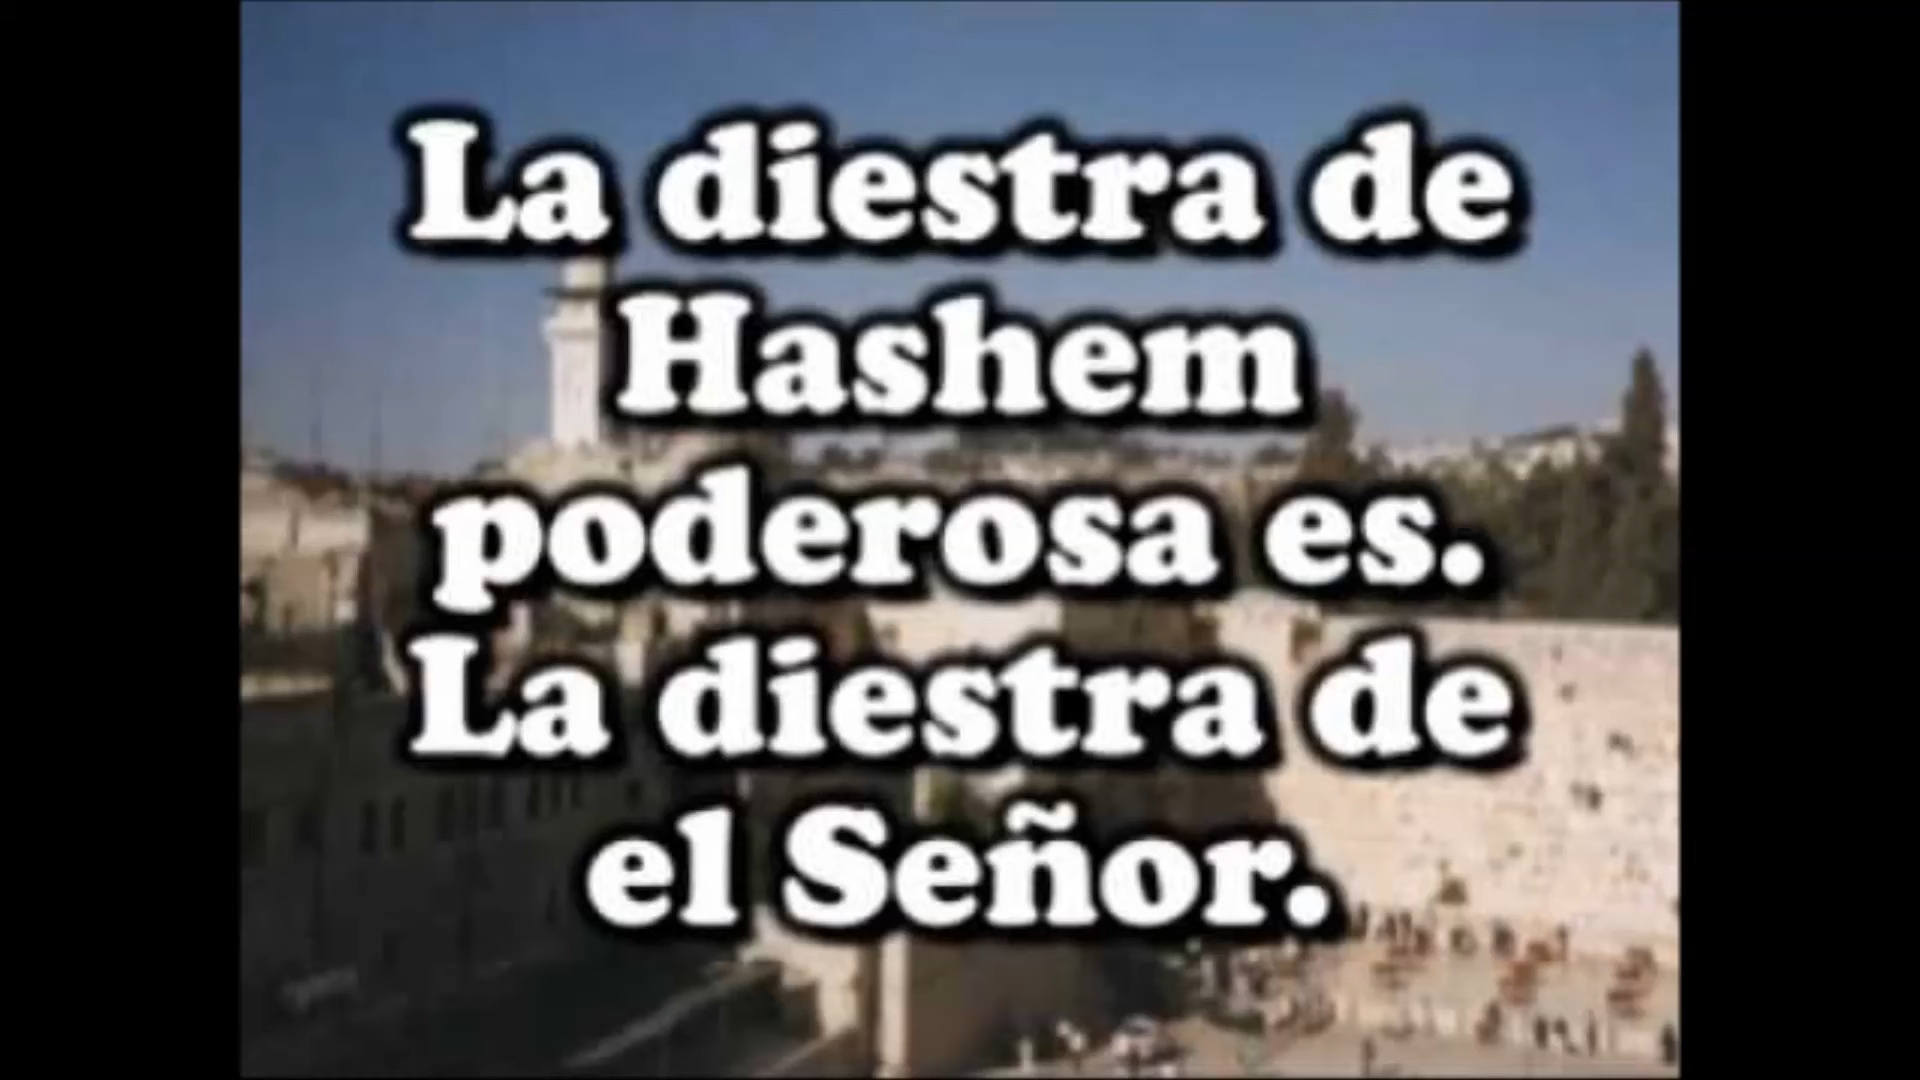 La diestra de
Hashem
poderosa es.
La diestra de
el Señor.